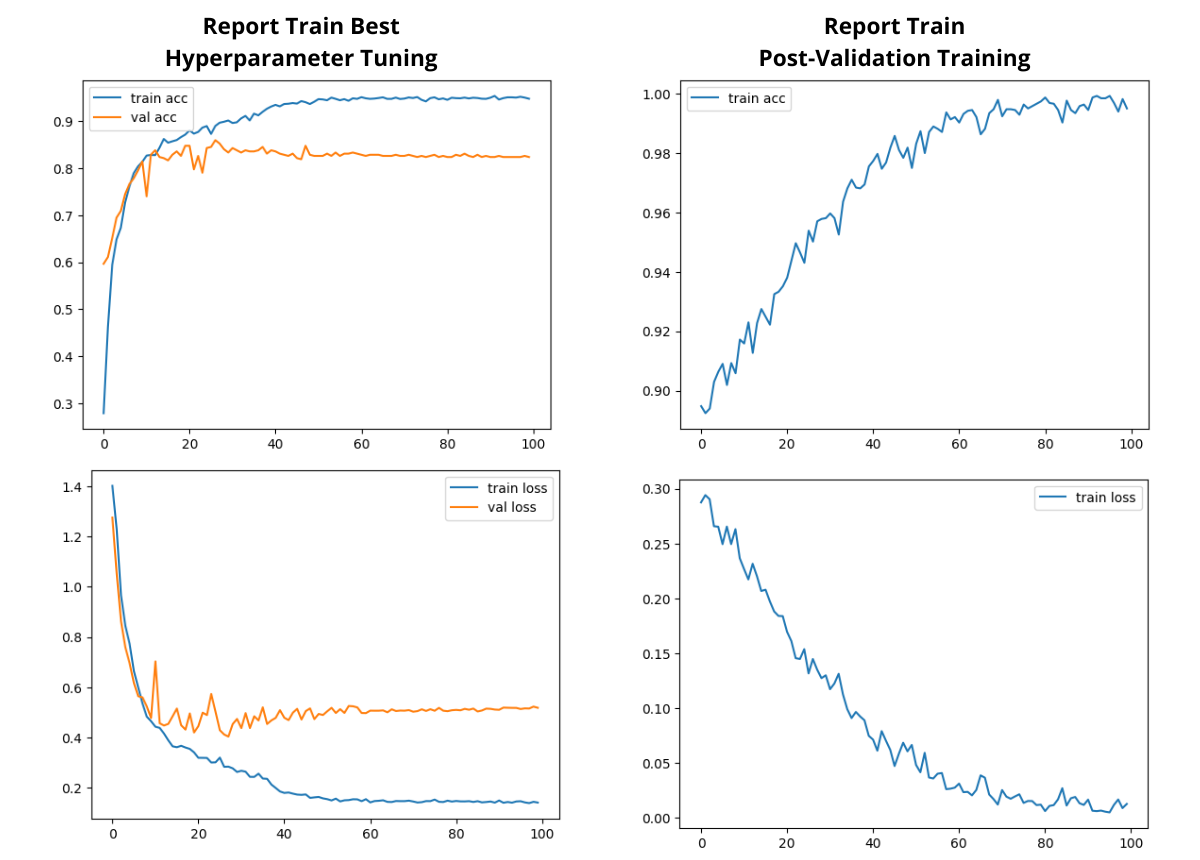 Report Train Best
Hyperparameter Tuning
train acc
val acc
0.9
0.8
0.7
0.6
0.5
0.4
0.3
0 20 40 60 80 100
train loss
val loss
1.4
1.2
1.0
0.8
0.6
0.4
0.2
0 20 40 60 80 100
Report Train
Post-Validation Training
train acc
1.00
0.98
0.96
0.94
0.92
0.90
0 20 40 60 80 100
train loss
0.30
0.25
0.20
0.15
0.10
0.05
0.00
0 20 40 60 80 100